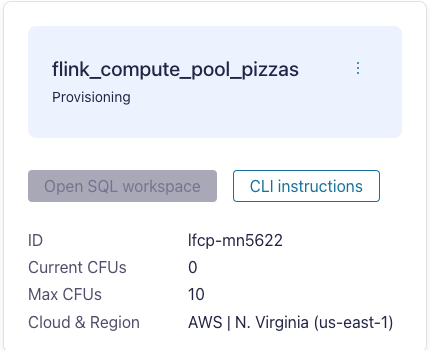 flink_compute_pool_pizzas
Provisioning
Open SQL workspace
CLI instructions
ID lfcp-mn5622
Current CFUs 0
Max CFUs 10
Cloud & Region AWS | N. Virginia (us-east-1)